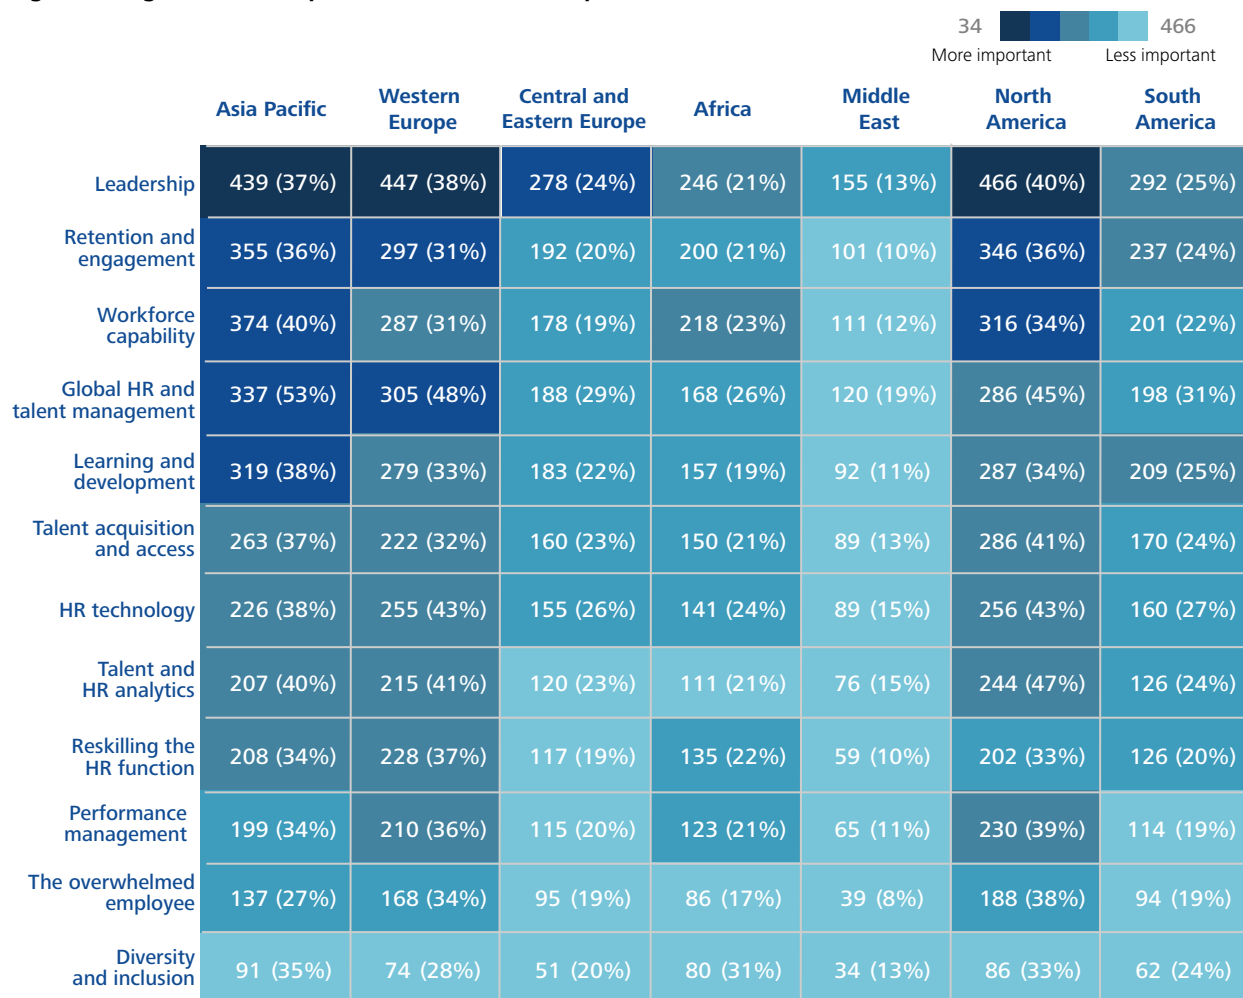 34 466
More important Less important
Asia Pacific Western Europe Central and Eastern Europe Africa Middle East North America South America
Leadership 439 (37%) 447 (38%) 278 (24%) 246 (21%) 155 (13%) 466 (40%) 292 (25%)
Retention and engagement 355 (36%) 297 (31%) 192 (20%) 200 (21%) 101 (10%) 346 (36%) 237 (24%)
Workforce capability 374 (40%) 287 (31%) 178 (19%) 218 (23%) 111 (12%) 316 (34%) 201 (22%)
Global HR and talent management 337 (53%) 305 (48%) 188 (29%) 168 (26%) 120 (19%) 286 (45%) 198 (31%)
Learning and development 319 (38%) 279 (33%) 183 (22%) 157 (19%) 92 (11%) 287 (34%) 209 (25%)
Talent acquisition and access 263 (37%) 222 (32%) 160 (23%) 150 (21%) 89 (13%) 286 (41%) 170 (24%)
HR technology 226 (38%) 255 (43%) 155 (26%) 141 (24%) 89 (15%) 256 (43%) 160 (27%)
Talent and HR analytics 207 (40%) 215 (41%) 120 (23%) 111 (21%) 76 (15%) 244 (47%) 126 (24%)
Reskilling the HR function 208 (34%) 228 (37%) 117 (19%) 135 (22%) 59 (10%) 202 (33%) 126 (20%)
Performance management 199 (34%) 210 (36%) 115 (20%) 123 (21%) 65 (11%) 230 (39%) 114 (19%)
The overwhelmed employee 137 (27%) 168 (34%) 95 (19%) 86 (17%) 39 (8%) 188 (38%) 94 (19%)
Diversity and inclusion 91 (35%) 74 (28%) 51 (20%) 80 (31%) 34 (13%) 86 (33%) 62 (24%)